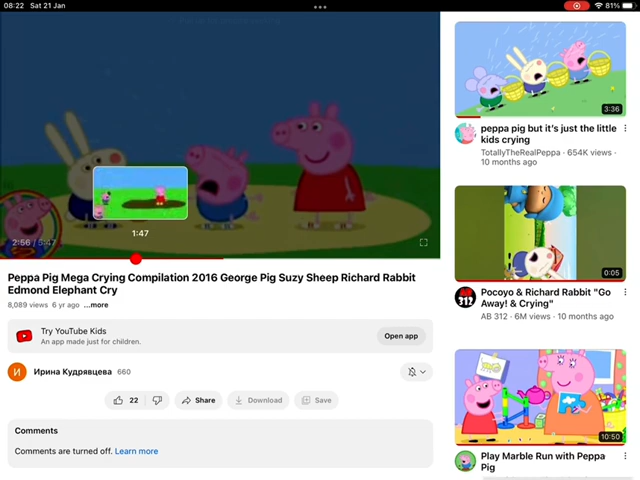 08:22 Sat 21 Jan
81%
1:47
2:56 / 5:47
Peppa Pig Mega Crying Compilation 2016 George Pig Suzy Sheep Richard Rabbit
Edmond Elephant Cry
8,089 views 6 yr ago ...more
Try YouTube Kids
An app made just for children.
Open app
И
Ирина Кудрявцева 660
22
Share
Download
Save
Comments
Comments are turned off. Learn more
3:36
peppa pig but it's just the little
kids crying
TotallyTheRealPeppa · 654K views ·
10 months ago
0:05
AB
312
Pocoyo & Richard Rabbit "Go
Away! & Crying"
AB 312 · 6M views · 10 months ago
10:50
Play Marble Run with Peppa
Pig